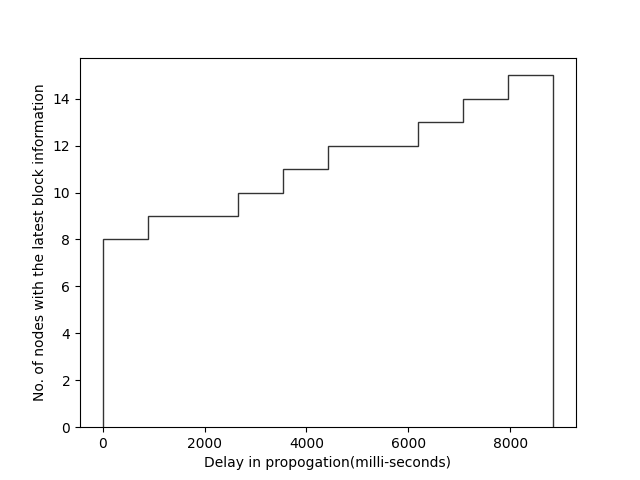 14
12
10
8
6
4
2
0
No. of nodes with the latest block information
0 2000 4000 6000 8000
Delay in propogation(milli-seconds)